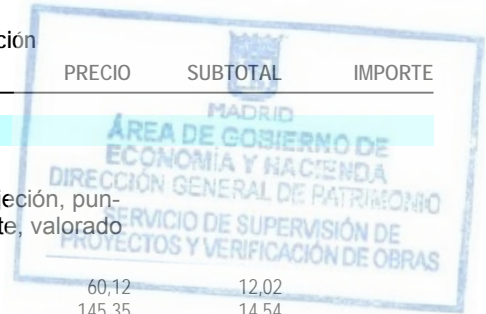 ción
PRECIO SUBTOTAL IMPORTE
MADRID
ÁREA DE GOBIERNO DE
ECONOMÍA Y HACIENDA
DIRECCIÓN GENERAL DE PATRIMONIO
jeción, pun-
SERVICIO DE SUPERVISIÓN DE
te, valorado
PROYECTOS Y VERIFICACIÓN DE OBRAS
60,12 12,02
145,35 14,54